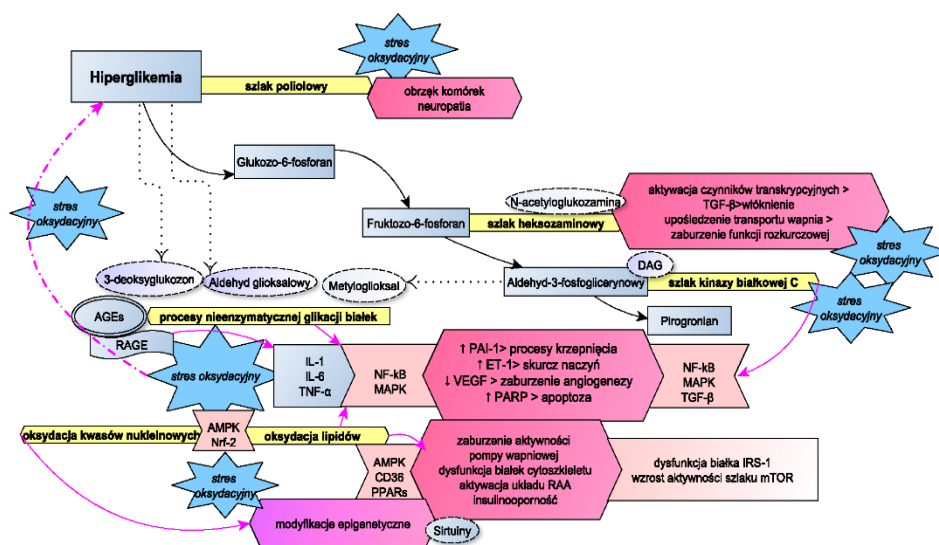 stres
oksydacyjny
Hiperglikemia
szlak poliolowy
obrzęk komórek
neuropatia
Glukozo-6-fosforan
stres
oksydacyjny
N-acetyloglukozamina
aktywacja czynników transkrypcyjnych >
TGF-β>włóknienie
upośledzenie transportu wapnia >
zaburzenie funkcji rozkurczowej
Fruktozo-6-fosforan
szlak heksozaminowy
stres
oksydacyjny
DAG
3-deoksyglukozon
Aldehyd glioksalowy
Metyloglioksal
Aldehyd-3-fosfoglicerynowy
szlak kinazy białkowej C
stres
oksydacyjny
AGEs
procesy nieenzymatycznej glikacji białek
Pirogronian
RAGE
stres oksydacyjny
IL-1
IL-6
TNF-α
NF-kB
MAPK
↑ PAI-1> procesy krzepnięcia
↑ ET-1> skurcz naczyń
↓ VEGF > zaburzenie angiogenezy
↑ PARP > apoptoza
NF-kB
MAPK
TGF-β
oksydacja kwasów nukleinowych
AMPK
Nrf-2
oksydacja lipidów
AMPK
CD36
PPARs
zaburzenie aktywności
pompy wapniowej
dysfunkcja białek cytoszkieletu
aktywacja układu RAA
insulinooporność
dysfunkcja białka IRS-1
wzrost aktywności szlaku mTOR
stres
oksydacyjny
modyfikacje epigenetyczne
Sirtuiny